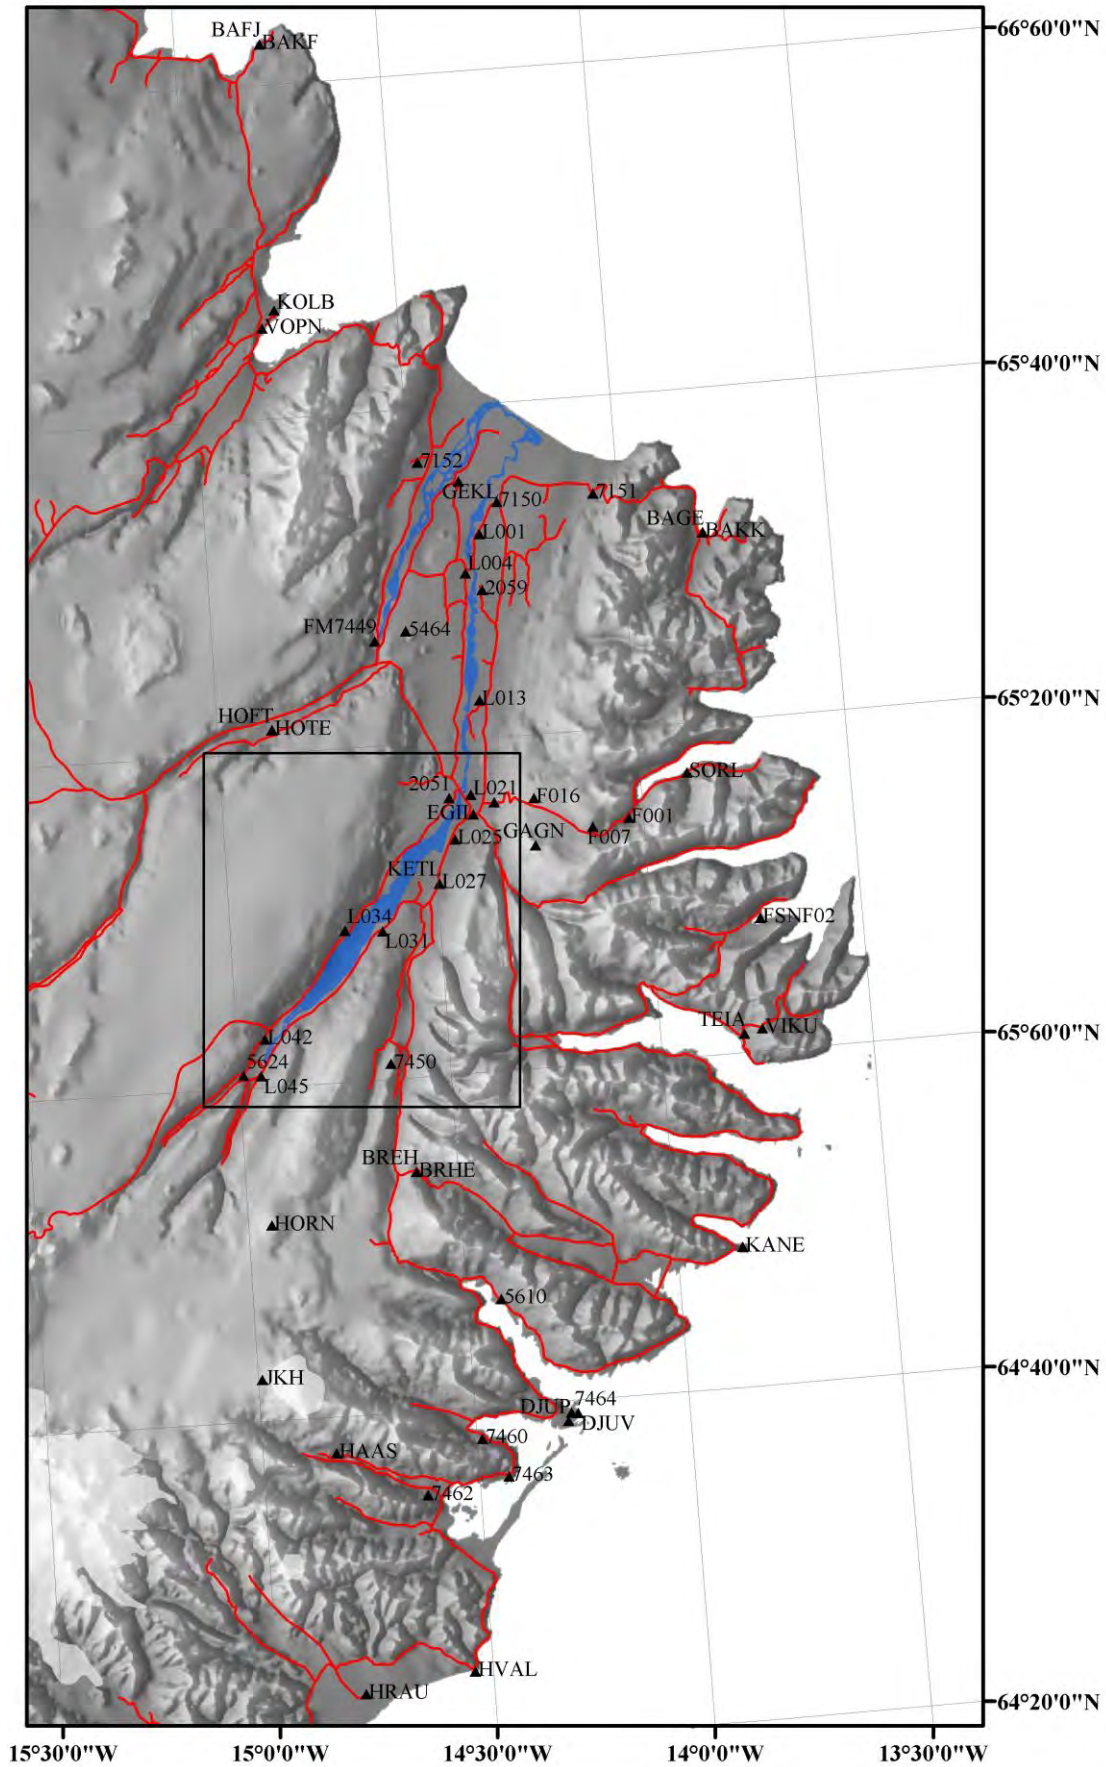 66°60'0"N
BAFJ
BAKF
KOLB
VOPN
65°40'0"N
7152
GEKL
7150
7151
BAGE
BAKK
L001
L004
2059
FM7449
5464
65°20'0"N
L013
HOFT
HOTE
SORL
2051
L021
F016
EGIL
F001
GAGN
F007
L025
KETL
L027
L034
FSNF02
L031
TEIA
VIKU
65°60'0"N
L042
5624
7450
L045
BREH
BRHE
HORN
KANE
5610
64°40'0"N
JKH
DJUP
7464
DJUV
7460
HAAS
7463
7462
HVAL
HRAU
64°20'0"N
15°30'0"W
15°0'0"W
14°30'0"W
14°0'0"W
13°30'0"W